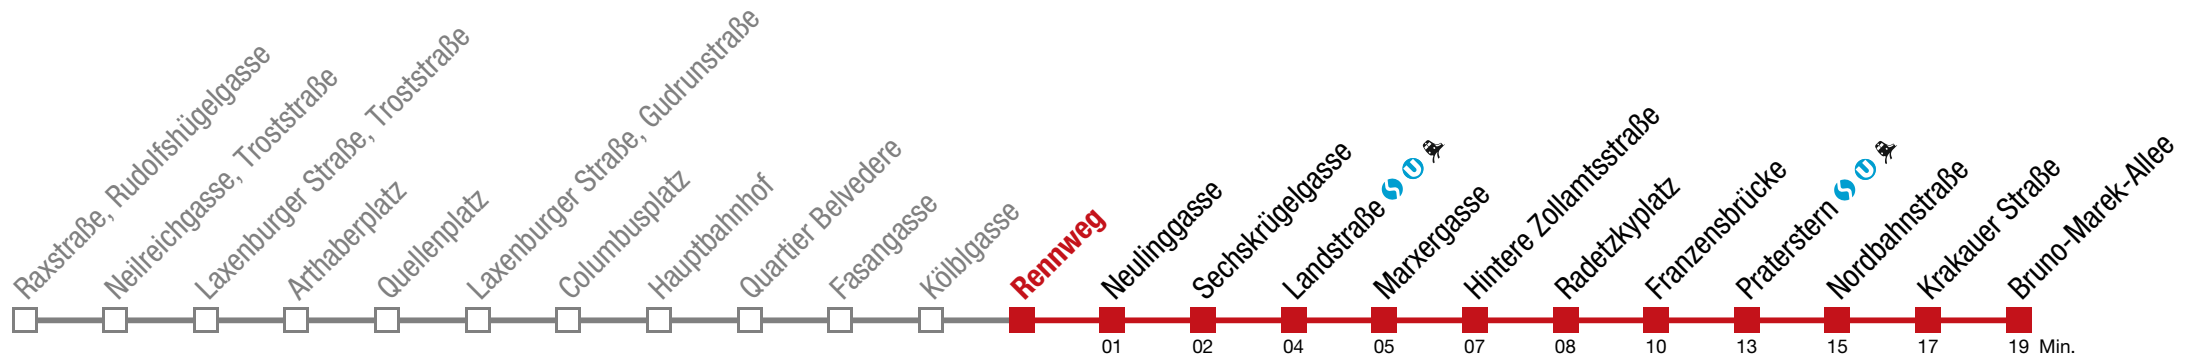 Raxstraße, Rudolfshügelgasse
Neilreichgasse, Troststraße
Laxenburger Straße, Troststraße
Arthaberplatz
Quellenplatz
Laxenburger Straße, Gudrunstraße
Columbusplatz
Hauptbahnhof
Quartier Belvedere
Fasangasse
Kölblgasse
Rennweg
Neulinggasse
Sechskrügelgasse
Landstraße S U
Marxergasse
Hintere Zollamtsstraße
Radetzkyplatz
Franzensbrücke
Praterstern S U
Nordbahnstraße
Krakauer Straße
Bruno-Marek-Allee
01 02 04 05 07 08 10 13 15 17 19 Min.